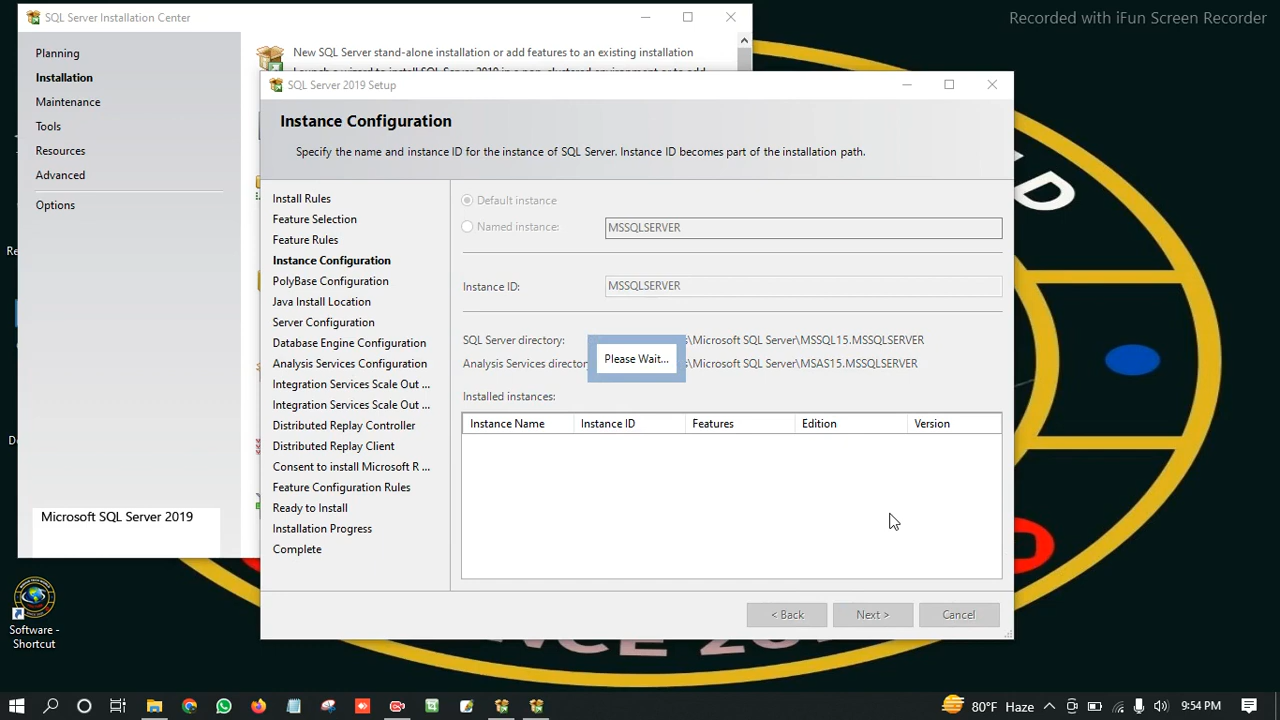 Recorded with iFun Screen Recorder
SQL Server Installation Center
Planning
Installation
Maintenance
Tools
Resources
Advanced
Options
Microsoft SQL Server 2019
New SQL Server stand-alone installation or add features to an existing installation
SQL Server 2019 Setup
Instance Configuration
Specify the name and instance ID for the instance of SQL Server. Instance ID becomes part of the installation path.
Install Rules
Feature Selection
Feature Rules
Instance Configuration
PolyBase Configuration
Java Install Location
Server Configuration
Database Engine Configuration
Analysis Services Configuration
Integration Services Scale Out ...
Integration Services Scale Out ...
Distributed Replay Controller
Distributed Replay Client
Consent to install Microsoft R ...
Feature Configuration Rules
Ready to Install
Installation Progress
Complete
Default instance
Named instance: MSSQLSERVER
Instance ID: MSSQLSERVER
SQL Server directory: \Microsoft SQL Server\MSSQL15.MSSQLSERVER
Please Wait...
Analysis Services \Microsoft SQL Server\MSAS15.MSSQLSERVER
Installed instances:
Instance Name Instance ID Features Edition Version
< Back Next > Cancel
Software -
Shortcut
80°F Haze 9:54 PM